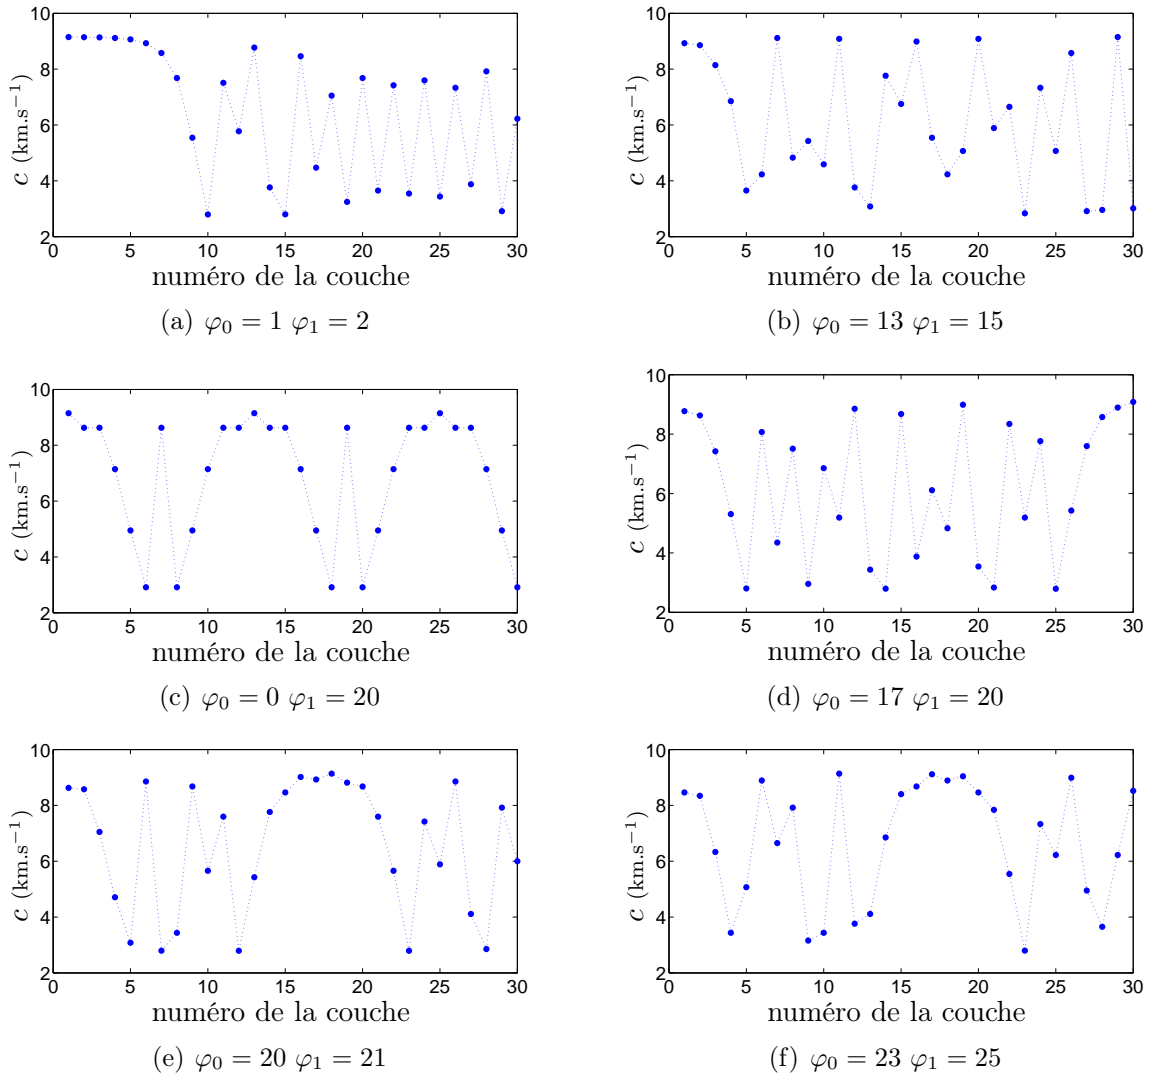 10
8
6
4
2
c (km.s⁻¹)
0 5 10 15 20 25 30
numéro de la couche
(a) φ₀ = 1 φ₁ = 2
10
8
6
4
2
c (km.s⁻¹)
0 5 10 15 20 25 30
numéro de la couche
(b) φ₀ = 13 φ₁ = 15
10
8
6
4
2
c (km.s⁻¹)
0 5 10 15 20 25 30
numéro de la couche
(c) φ₀ = 0 φ₁ = 20
10
8
6
4
2
c (km.s⁻¹)
0 5 10 15 20 25 30
numéro de la couche
(d) φ₀ = 17 φ₁ = 20
10
8
6
4
2
c (km.s⁻¹)
0 5 10 15 20 25 30
numéro de la couche
(e) φ₀ = 20 φ₁ = 21
10
8
6
4
2
c (km.s⁻¹)
0 5 10 15 20 25 30
numéro de la couche
(f) φ₀ = 23 φ₁ = 25